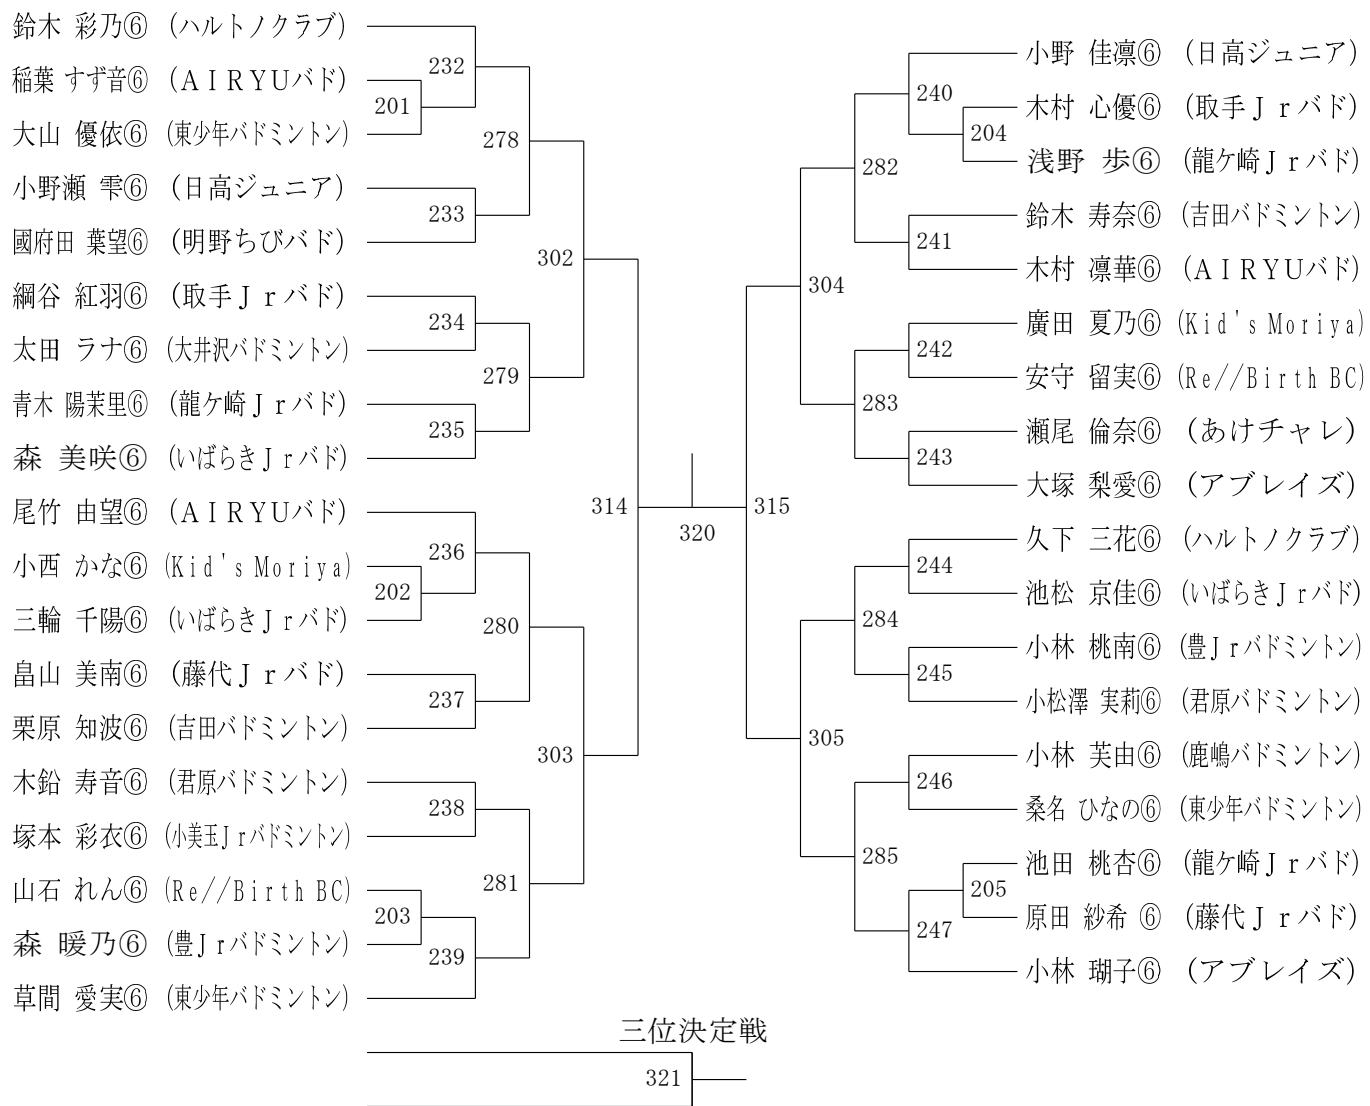 鈴木 彩乃⑥ (ハルトノクラブ)
稲葉 すず音⑥ (ＡＩＲＹＵバド)
大山 優依⑥ (東少年バドミントン)
小野瀬 雫⑥ (日高ジュニア)
國府田 葉望⑥ (明野ちびバド)
綱谷 紅羽⑥ (取手Ｊｒバド)
太田 ラナ⑥ (大井沢バドミントン)
青木 陽茉里⑥ (龍ケ崎Ｊｒバド)
森 美咲⑥ (いばらきＪｒバド)
尾竹 由望⑥ (ＡＩＲＹＵバド)
小西 かな⑥ (Kid's Moriya)
三輪 千陽⑥ (いばらきＪｒバド)
畠山 美南⑥ (藤代Ｊｒバド)
栗原 知波⑥ (吉田バドミントン)
木鉛 寿音⑥ (君原バドミントン)
塚本 彩衣⑥ (小美玉Ｊｒバドミントン)
山石 れん⑥ (Re//Birth BC)
森 暖乃⑥ (豊Ｊｒバドミントン)
草間 愛実⑥ (東少年バドミントン)
201
202
203
232
233
234
235
236
237
238
239
278
279
280
281
302
303
314
320
315
304
305
282
283
284
285
240
241
242
243
244
245
246
247
204
205
小野 佳凛⑥ (日高ジュニア)
木村 心優⑥ (取手Ｊｒバド)
浅野 歩⑥ (龍ケ崎Ｊｒバド)
鈴木 寿奈⑥ (吉田バドミントン)
木村 凛華⑥ (ＡＩＲＹＵバド)
廣田 夏乃⑥ (Kid's Moriya)
安守 留実⑥ (Re//Birth BC)
瀬尾 倫奈⑥ (あけチャレ)
大塚 梨愛⑥ (アブレイズ)
久下 三花⑥ (ハルトノクラブ)
池松 京佳⑥ (いばらきＪｒバド)
小林 桃南⑥ (豊Ｊｒバドミントン)
小松澤 実莉⑥ (君原バドミントン)
小林 芙由⑥ (鹿嶋バドミントン)
桑名 ひなの⑥ (東少年バドミントン)
池田 桃杏⑥ (龍ケ崎Ｊｒバド)
原田 紗希 ⑥ (藤代Ｊｒバド)
小林 瑚子⑥ (アブレイズ)
三位決定戦
321